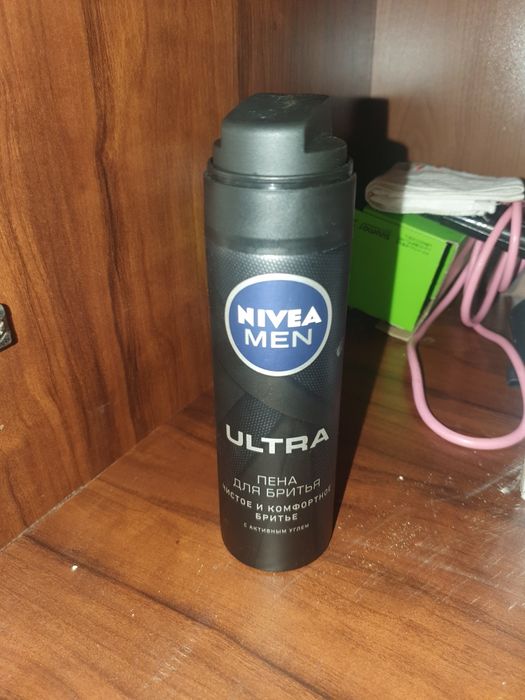 NIVEA
MEN
ULTRA
ПЕНА
ДЛЯ БРИТЬЯ
ЧИСТОЕ И КОМФОРТНОЕ
БРИТЬЕ
С АКТИВНЫМ УГЛЕМ